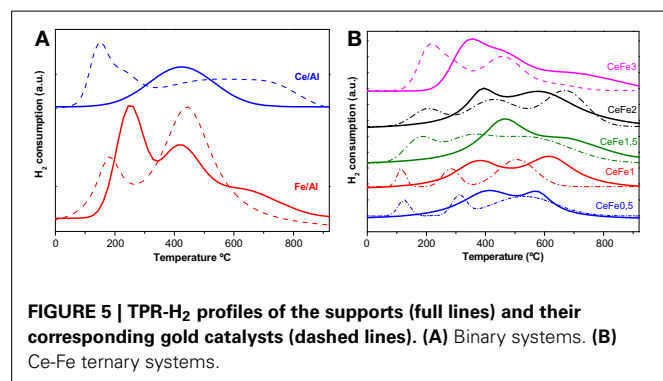 A
B
H2 consumption (a.u.)
Ce/Al
Fe/Al
0 200 400 600 800
Temperature ºC
H2 consumption (a.u.)
CeFe3
CeFe2
CeFe1,5
CeFe1
CeFe0,5
0 200 400 600 800
Temperature (ºC)
FIGURE 5 | TPR-H2 profiles of the supports (full lines) and their
corresponding gold catalysts (dashed lines). (A) Binary systems. (B)
Ce-Fe ternary systems.